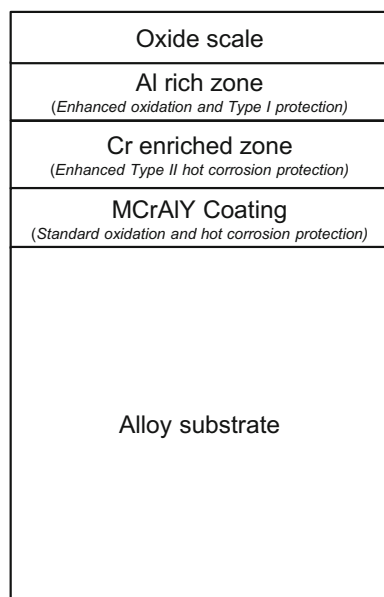 Oxide scale
Al rich zone
(Enhanced oxidation and Type I protection)
Cr enriched zone
(Enhanced Type II hot corrosion protection)
MCrAlY Coating
(Standard oxidation and hot corrosion protection)
Alloy substrate